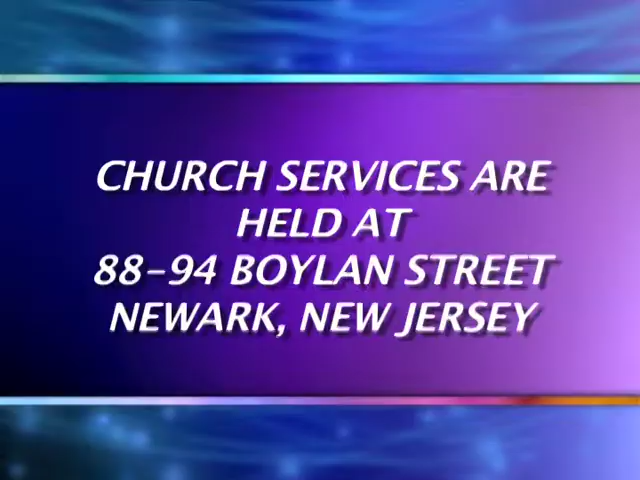 CHURCH SERVICES ARE
HELD AT
88-94 BOYLAN STREET
NEWARK, NEW JERSEY